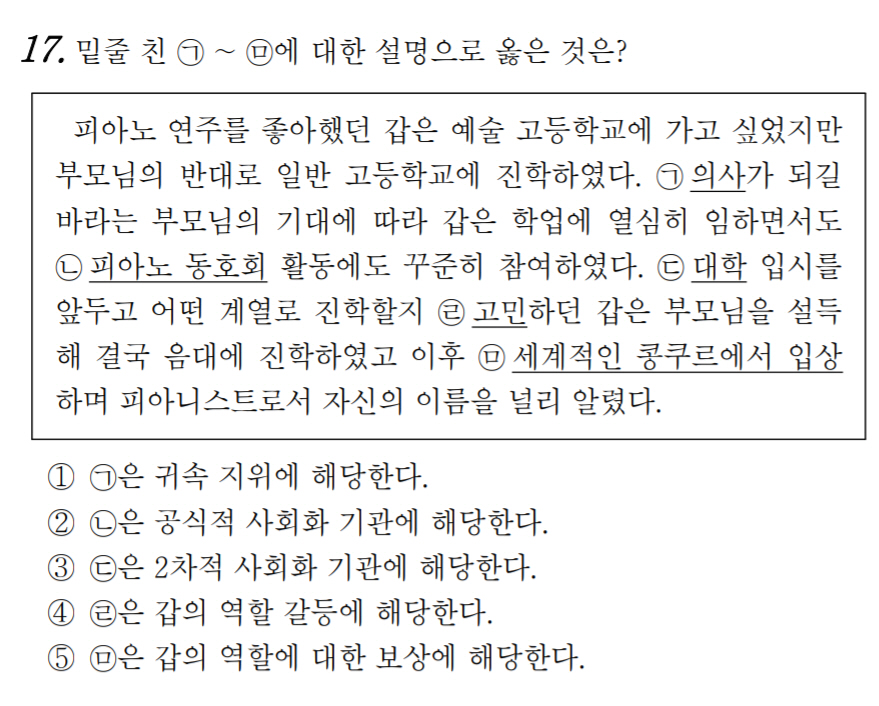 17. 밑줄 친 ㉠ ~ ㉤에 대한 설명으로 옳은 것은?
피아노 연주를 좋아했던 갑은 예술 고등학교에 가고 싶었지만
부모님의 반대로 일반 고등학교에 진학하였다. ㉠ 의사가 되길
바라는 부모님의 기대에 따라 갑은 학업에 열심히 임하면서도
㉡ 피아노 동호회 활동에도 꾸준히 참여하였다. ㉢ 대학 입시를
앞두고 어떤 계열로 진학할지 ㉣ 고민하던 갑은 부모님을 설득
해 결국 음대에 진학하였고 이후 ㉤ 세계적인 콩쿠르에서 입상
하며 피아니스트로서 자신의 이름을 널리 알렸다.
① ㉠은 귀속 지위에 해당한다.
② ㉡은 공식적 사회화 기관에 해당한다.
③ ㉢은 2차적 사회화 기관에 해당한다.
④ ㉣은 갑의 역할 갈등에 해당한다.
⑤ ㉤은 갑의 역할에 대한 보상에 해당한다.